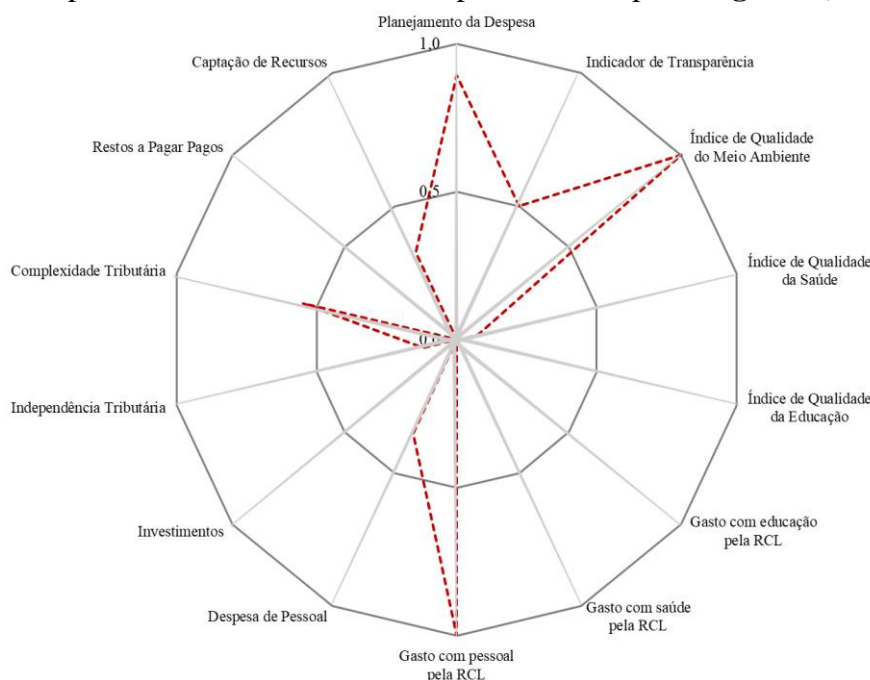 Planejamento da Despesa
1,0
Captação de Recursos
Indicador de Transparência
Restos a Pagar Pagos
Índice de Qualidade
do Meio Ambiente
0,5
Complexidade Tributária
Índice de Qualidade
da Saúde
0,0
Independência Tributária
Índice de Qualidade
da Educação
Investimentos
Gasto com educação
pela RCL
Despesa de Pessoal
Gasto com saúde
pela RCL
Gasto com pessoal
pela RCL